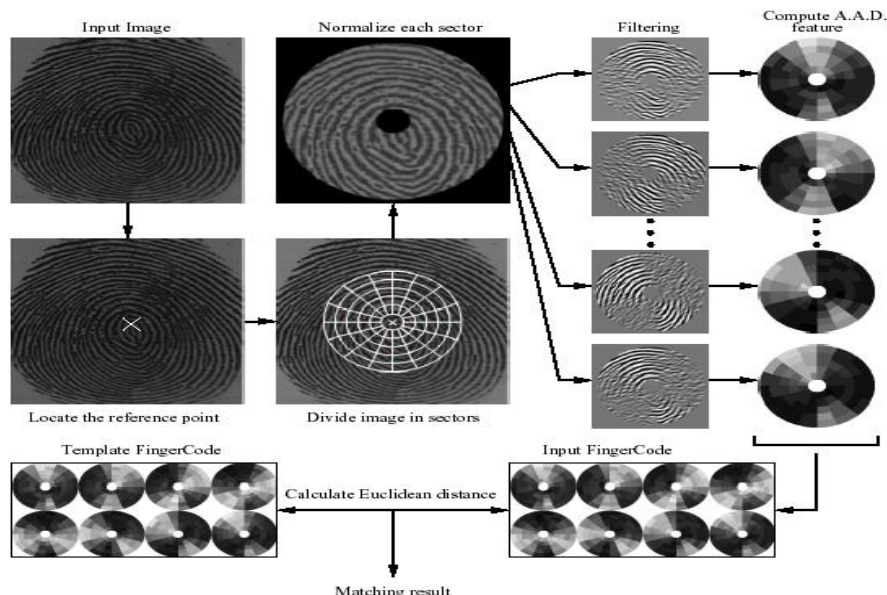 Input Image
Normalize each sector
Filtering
Compute A.A.D.
feature
Locate the reference point
Divide image in sectors
Template FingerCode
Input FingerCode
Calculate Euclidean distance
Matching result